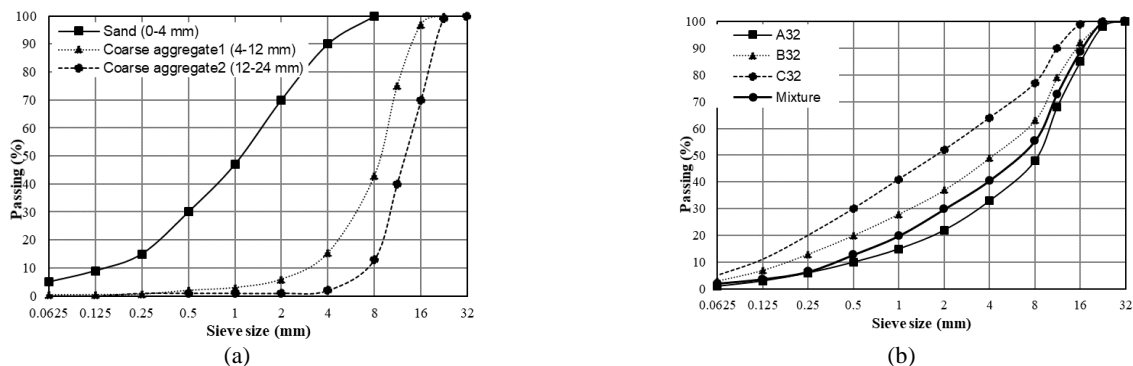 100
90
80
70
60
50
40
30
20
10
0
Passing (%)
Sand (0-4 mm)
Coarse aggregate1 (4-12 mm)
Coarse aggregate2 (12-24 mm)
0.0625 0.125 0.25 0.5 1 2 4 8 16 32
Sieve size (mm)
(a)
100
90
80
70
60
50
40
30
20
10
0
Passing (%)
A32
B32
C32
Mixture
0.0625 0.125 0.25 0.5 1 2 4 8 16 32
Sieve size (mm)
(b)